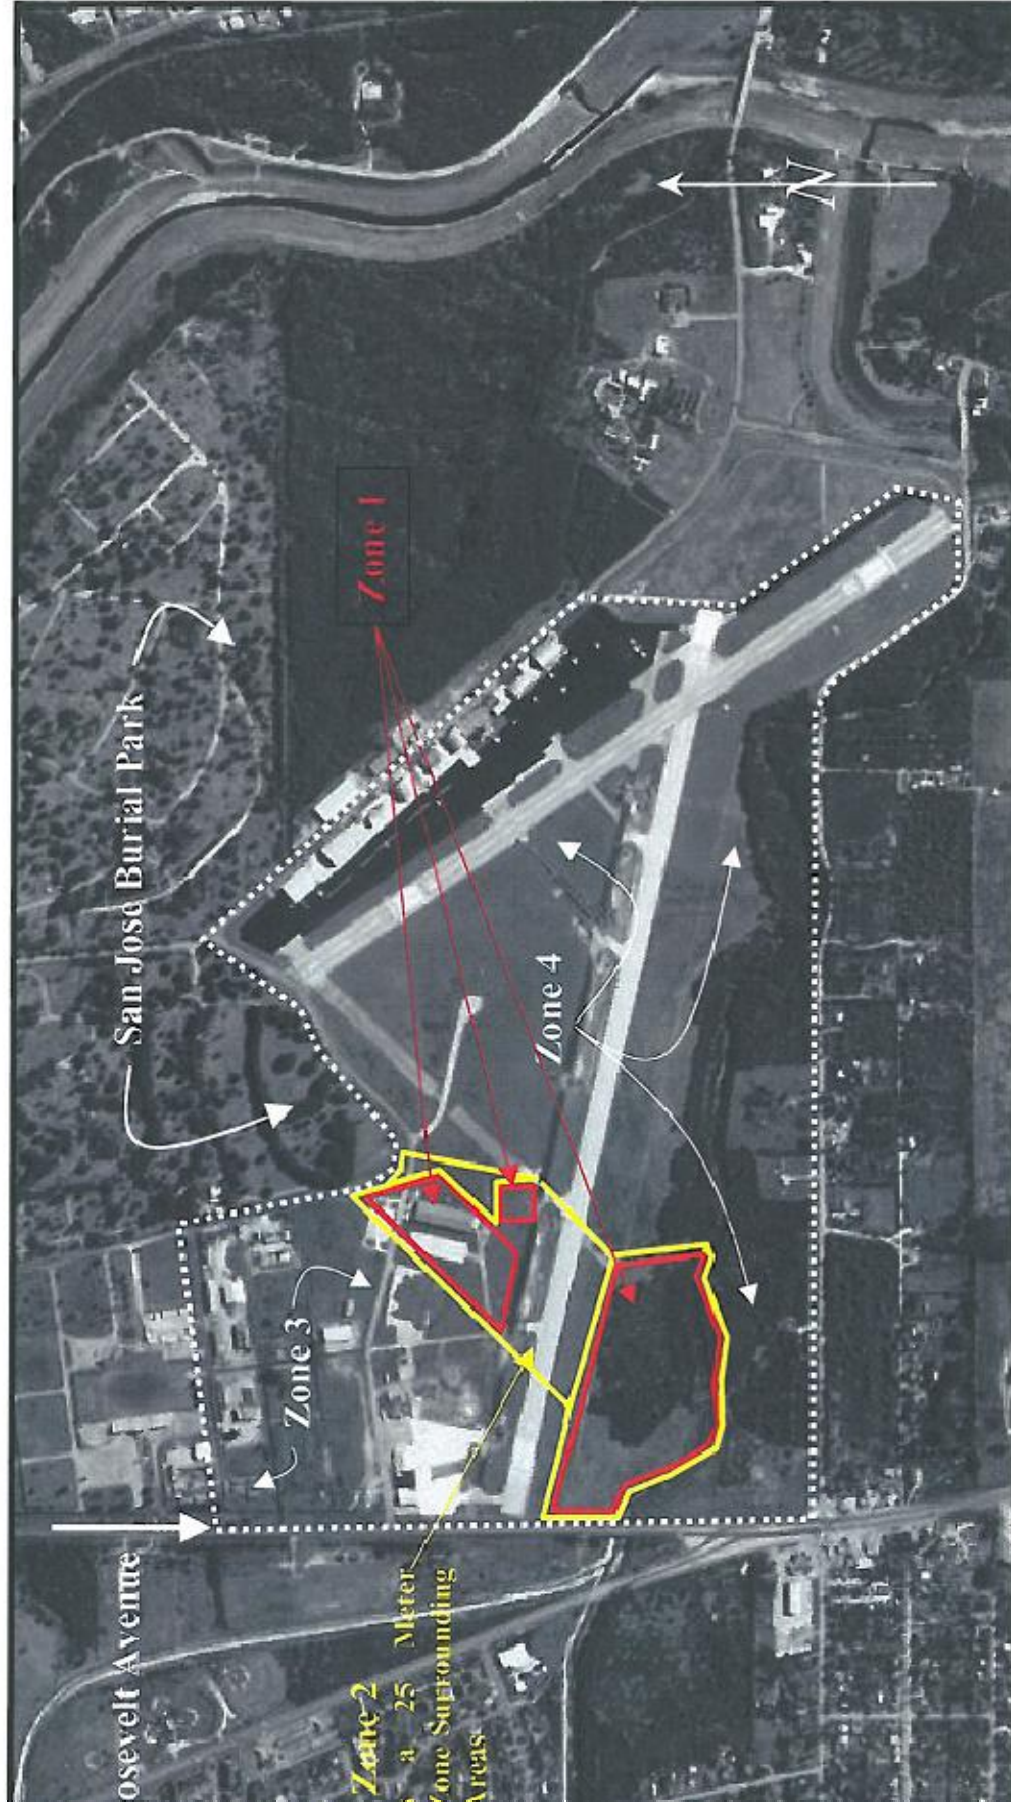 San Jose Burial Park
Zone 1
Zone 4
Zone 3
osevelt Avenue
Zone 2
a 25 Meter
Zone Surrounding
Areas
N